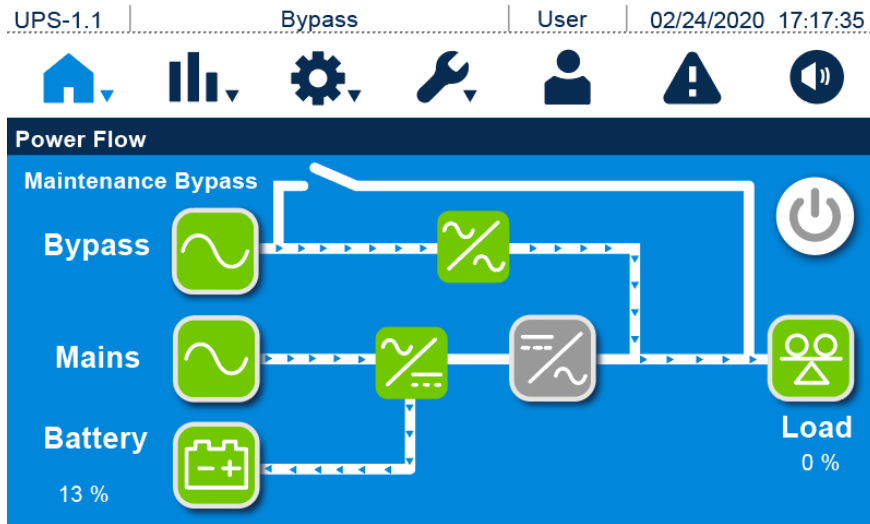 UPS-1.1 Bypass User 02/24/2020 17:17:35
Power Flow
Maintenance Bypass
Bypass
Mains
Battery
13 %
Load
0 %